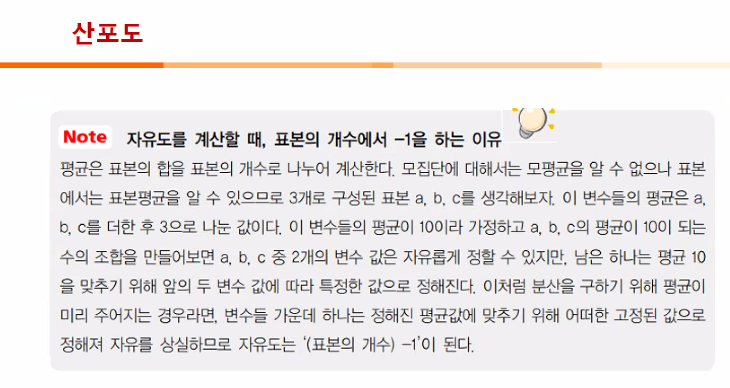 산포도
Note 자유도를 계산할 때, 표본의 개수에서 -1을 하는 이유
평균은 표본의 합을 표본의 개수로 나누어 계산한다. 모집단에 대해서는 모평균을 알 수 없으나 표본
에서는 표본평균을 알 수 있으므로 3개로 구성된 표본 a, b, c를 생각해보자. 이 변수들의 평균은 a,
b, c를 더한 후 3으로 나눈 값이다. 이 변수들의 평균이 10이라 가정하고 a, b, c의 평균이 10이 되는
수의 조합을 만들어보면 a, b, c 중 2개의 변수 값은 자유롭게 정할 수 있지만, 남은 하나는 평균 10
을 맞추기 위해 앞의 두 변수 값에 따라 특정한 값으로 정해진다. 이처럼 분산을 구하기 위해 평균이
미리 주어지는 경우라면, 변수들 가운데 하나는 정해진 평균값에 맞추기 위해 어떠한 고정된 값으로
정해져 자유를 상실하므로 자유도는 ‘(표본의 개수) -1’이 된다.